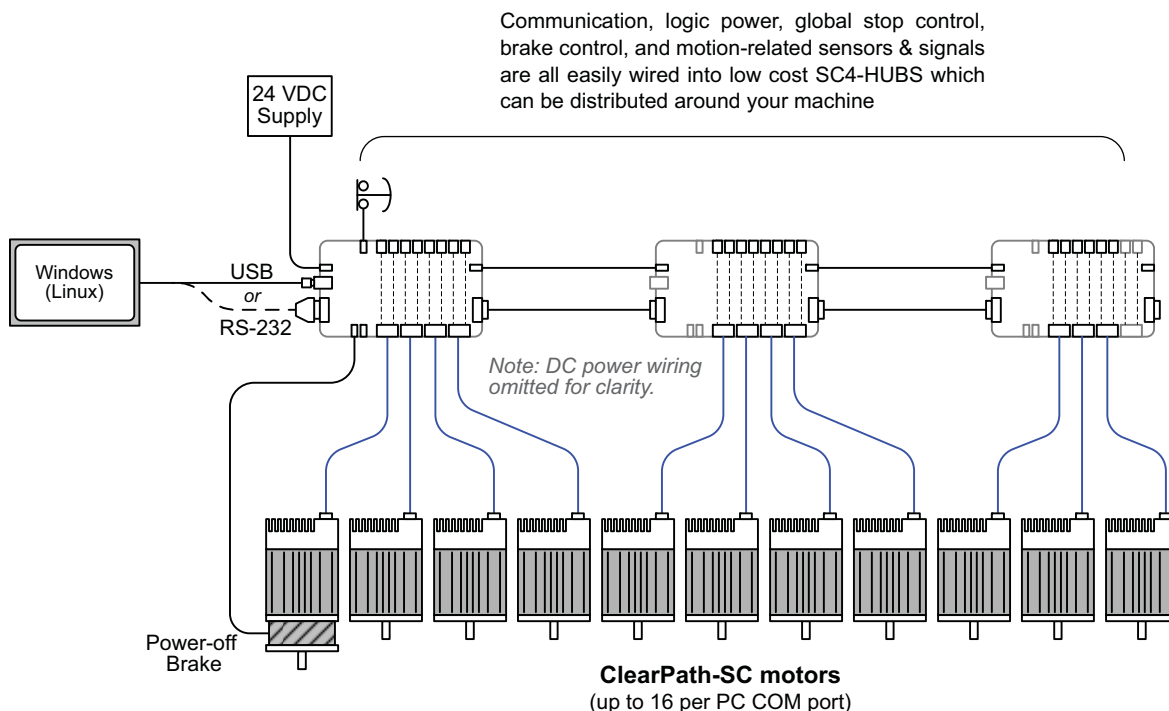 Communication, logic power, global stop control,
brake control, and motion-related sensors & signals
are all easily wired into low cost SC4-HUBS which
can be distributed around your machine
24 VDC
Supply
Windows
(Linux)
USB
or
RS-232
Note: DC power wiring
omitted for clarity.
Power-off
Brake
ClearPath-SC motors
(up to 16 per PC COM port)